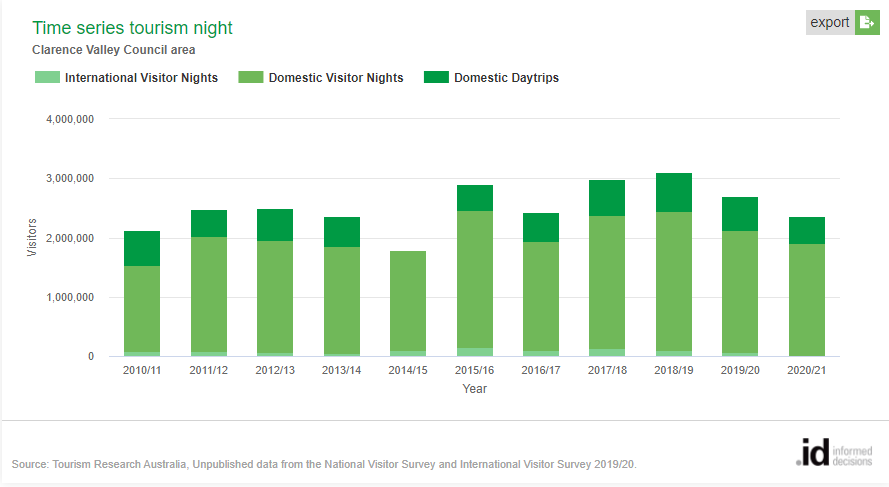 Time series tourism night
export
Clarence Valley Council area
International Visitor Nights Domestic Visitor Nights Domestic Daytrips
4,000,000
3,000,000
2,000,000
1,000,000
0
Visitors
2010/11 2011/12 2012/13 2013/14 2014/15 2015/16 2016/17 2017/18 2018/19 2019/20 2020/21
Year
.id informed
decisions
Source: Tourism Research Australia, Unpublished data from the National Visitor Survey and International Visitor Survey 2019/20.